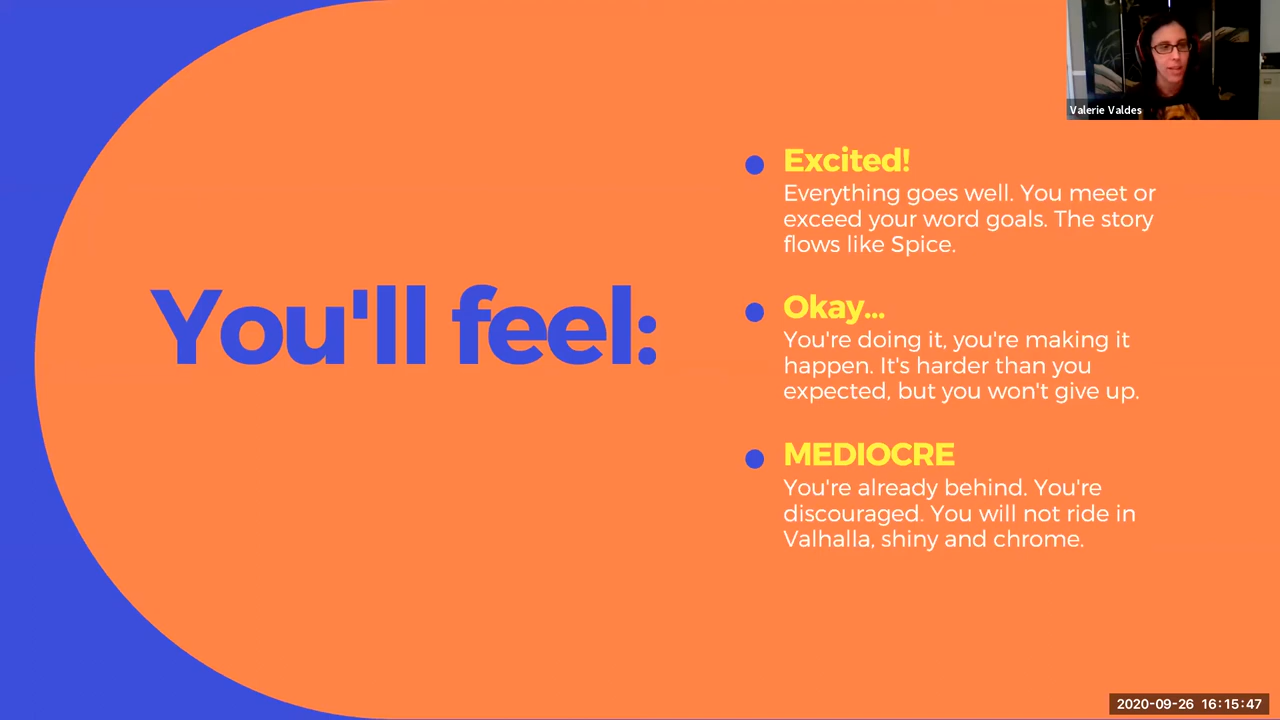 Valerie Valdes
You'll feel:
Excited!
Everything goes well. You meet or
exceed your word goals. The story
flows like Spice.
Okay...
You're doing it, you're making it
happen. It's harder than you
expected, but you won't give up.
MEDIOCRE
You're already behind. You're
discouraged. You will not ride in
Valhalla, shiny and chrome.
2020-09-26 16:15:47